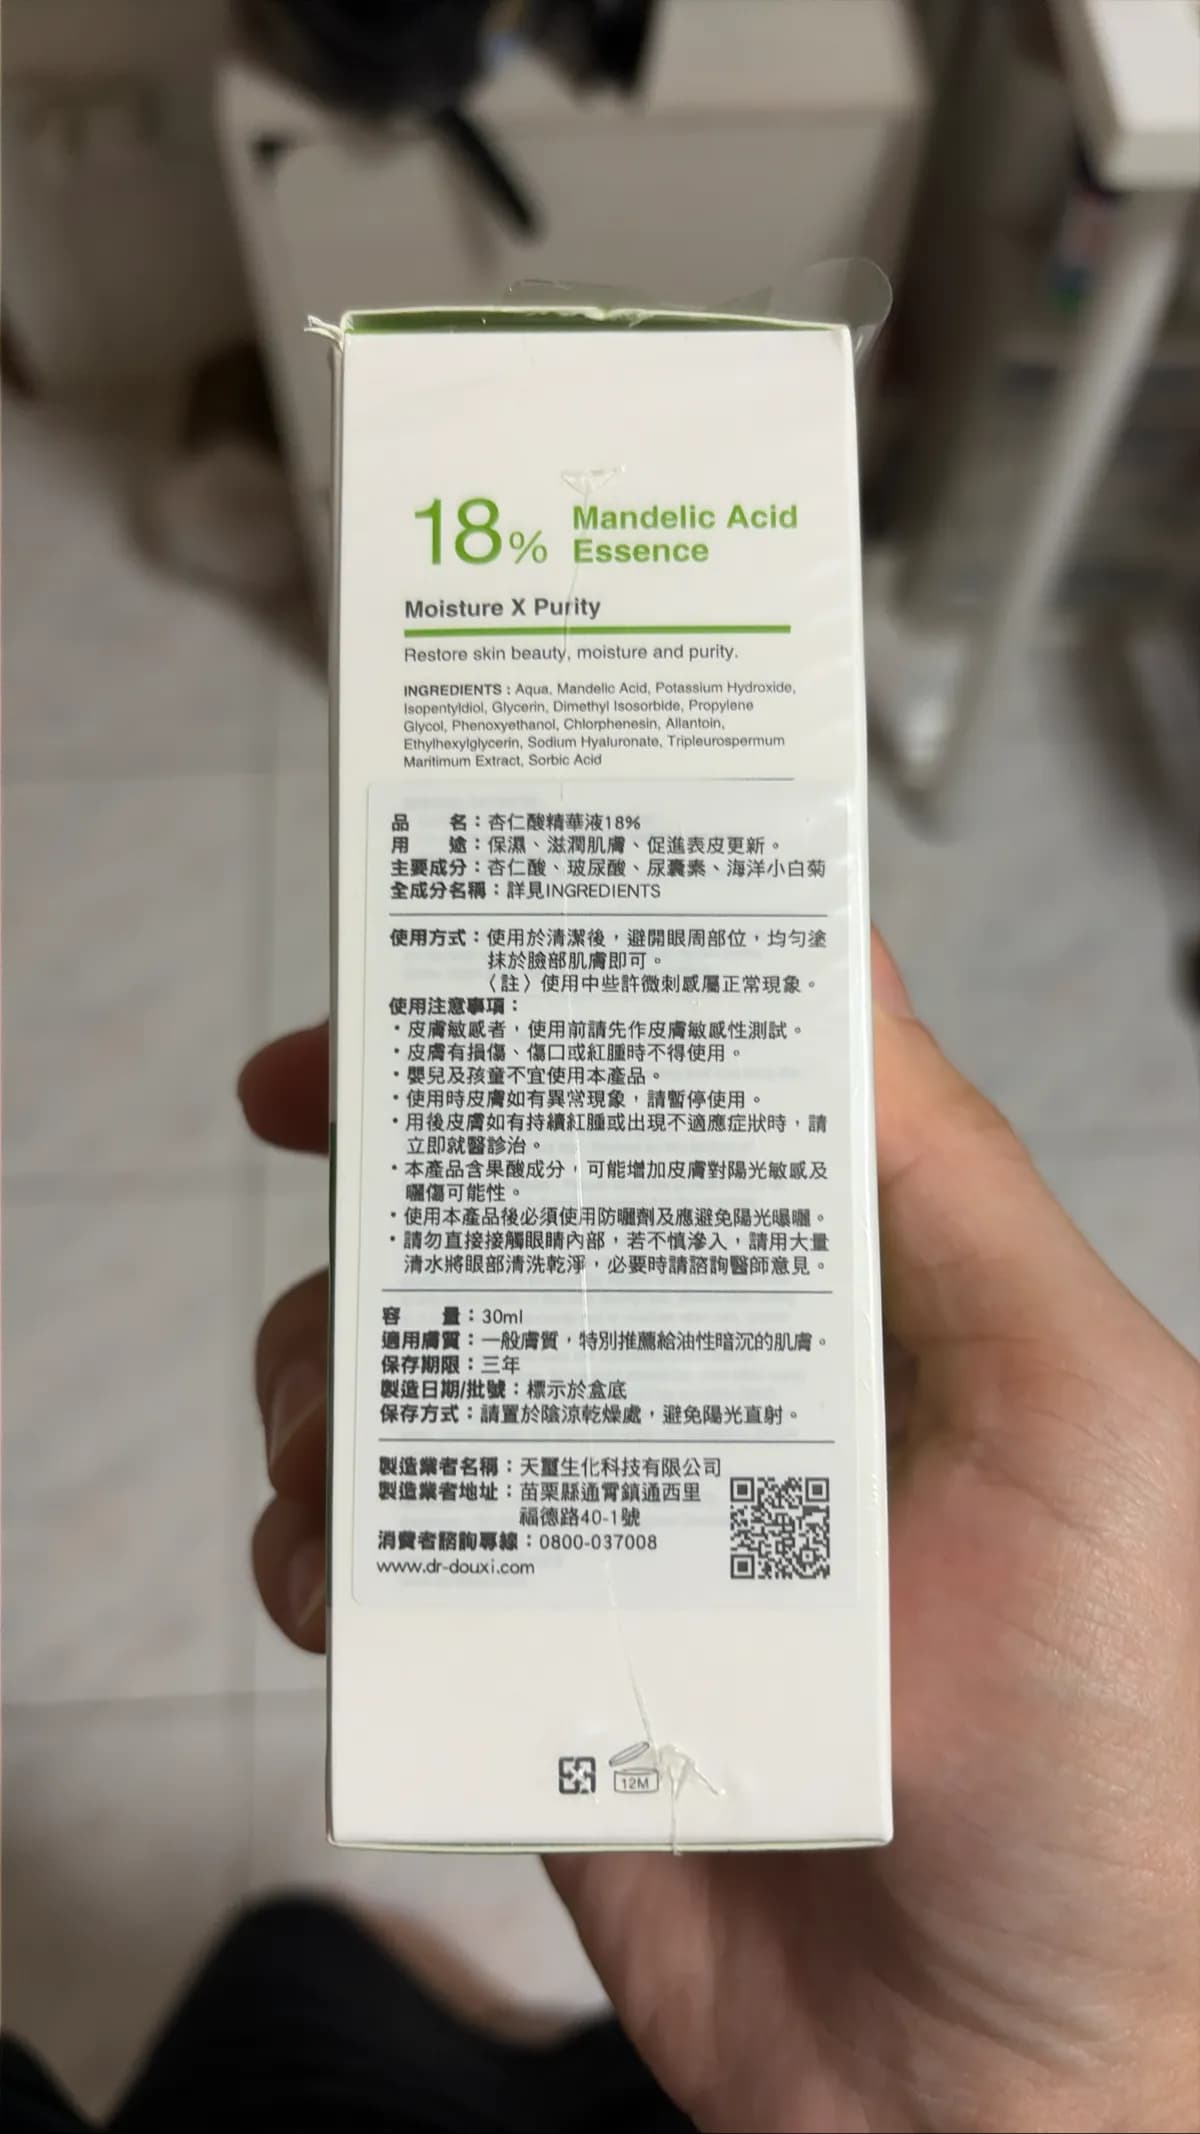 18% Mandelic Acid
Essence
Moisture X Purity
Restore skin beauty, moisture and purity.
INGREDIENTS : Aqua, Mandelic Acid, Potassium Hydroxide,
Isopentyldiol, Glycerin, Dimethyl Isosorbide, Propylene
Glycol, Phenoxyethanol, Chlorphenesin, Allantoin,
Ethylhexylglycerin, Sodium Hyaluronate, Tripleurospermum
Maritimum Extract, Sorbic Acid
品　　名：杏仁酸精華液18%
用　　途：保濕、滋潤肌膚、促進表皮更新。
主要成分：杏仁酸、玻尿酸、尿囊素、海洋小白菊
全成分名稱：詳見INGREDIENTS
使用方式：使用於清潔後，避開眼周部位，均勻塗
抹於臉部肌膚即可。
〈註〉使用中些許微刺感屬正常現象。
使用注意事項：
・皮膚敏感者，使用前請先作皮膚敏感性測試。
・皮膚有損傷、傷口或紅腫時不得使用。
・嬰兒及孩童不宜使用本產品。
・使用時皮膚如有異常現象，請暫停使用。
・用後皮膚如有持續紅腫或出現不適應症狀時，請
立即就醫診治。
・本產品含果酸成分，可能增加皮膚對陽光敏感及
曬傷可能性。
・使用本產品後必須使用防曬劑及應避免陽光曝曬。
・請勿直接接觸眼睛內部，若不慎滲入，請用大量
清水將眼部清洗乾淨，必要時請諮詢醫師意見。
容　　量：30ml
適用膚質：一般膚質，特別推薦給油性暗沉的肌膚。
保存期限：三年
製造日期/批號：標示於盒底
保存方式：請置於陰涼乾燥處，避免陽光直射。
製造業者名稱：天璽生化科技有限公司
製造業者地址：苗栗縣通霄鎮通西里
福德路40-1號
消費者諮詢專線：0800-037008
www.dr-douxi.com
12M